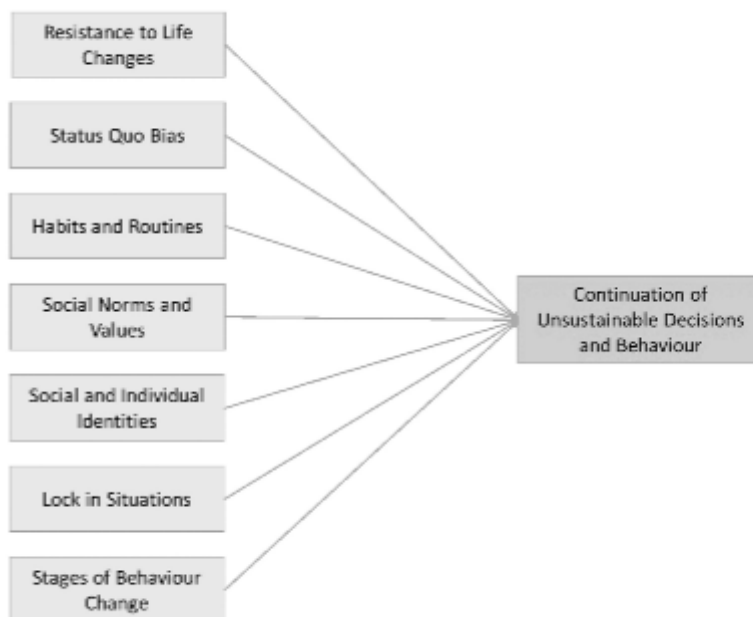 Resistance to Life
Changes
Status Quo Bias
Habits and Routines
Social Norms and
Values
Social and Individual
Identities
Lock in Situations
Stages of Behaviour
Change
Continuation of
Unsustainable Decisions
and Behaviour